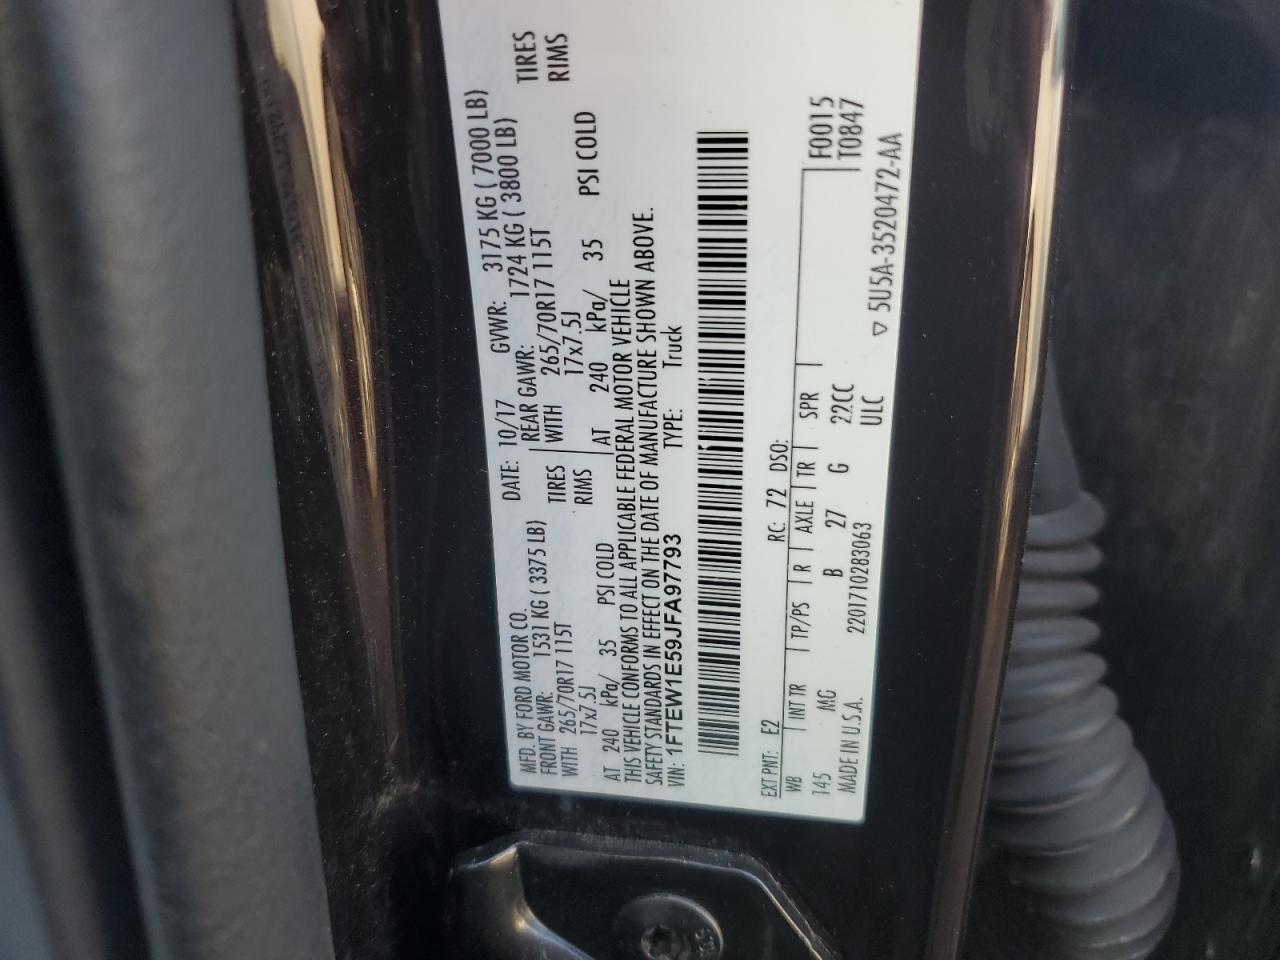 MFD. BY FORD MOTOR CO.
DATE: 10/17 GVWR: 3175 KG ( 7000 LB)
FRONT GAWR: 1531 KG ( 3375 LB) REAR GAWR: 1724 KG ( 3800 LB)
WITH 265/70R17 115T TIRES WITH 265/70R17 115T TIRES
17x7.5J RIMS 17x7.5J RIMS
AT 240 kPa/ 35 PSI COLD AT 240 kPa/ 35 PSI COLD
THIS VEHICLE CONFORMS TO ALL APPLICABLE FEDERAL MOTOR VEHICLE
SAFETY STANDARDS IN EFFECT ON THE DATE OF MANUFACTURE SHOWN ABOVE.
VIN: 1FTEW1E59JFA97793 TYPE: Truck
EXT PNT: E2 RC: 72 DSO:
WB INT TR TP/PS R AXLE TR SPR F0015
145 MG B 27 G 22CC T0847
MADE IN U.S.A. 2201710283063 ULC
▽ 5U5A-3520472-AA